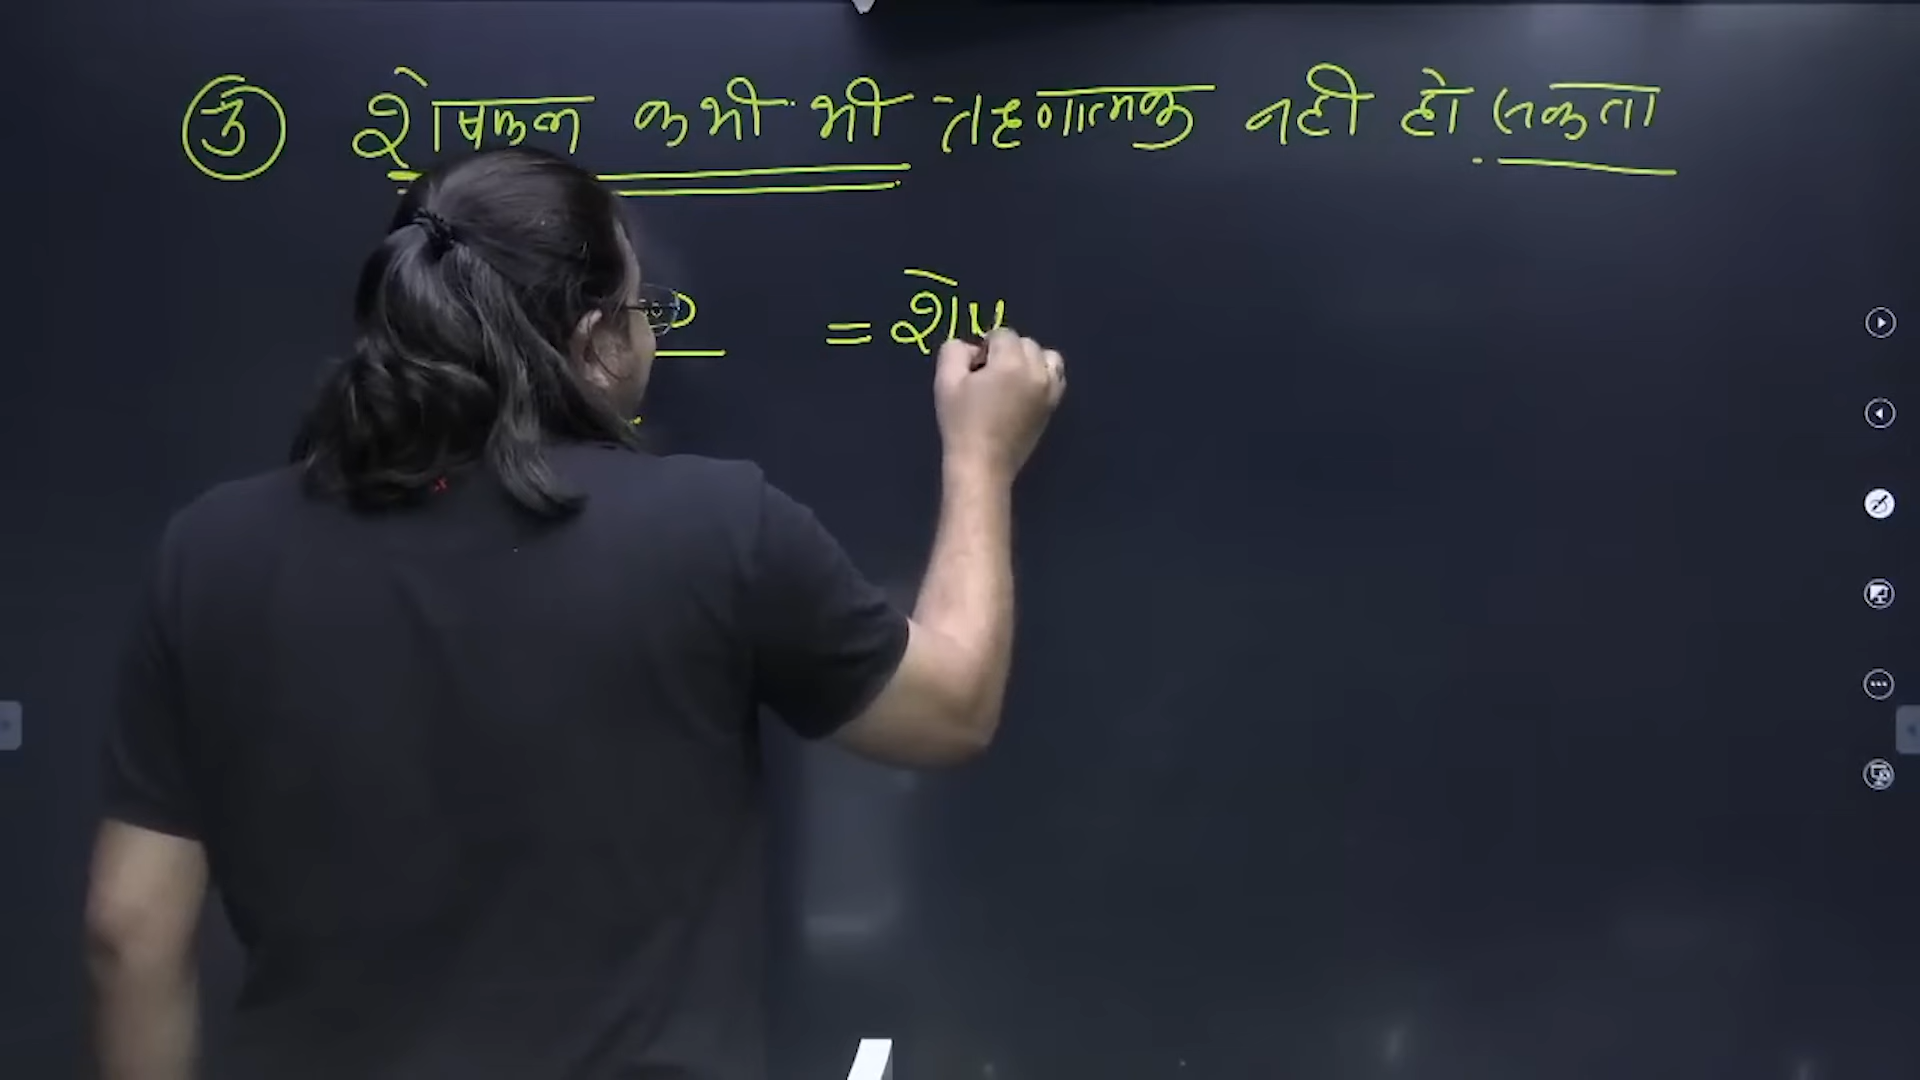 ③ शेषफल कभी भी ऋणात्मक नही हो सकता
= शेष